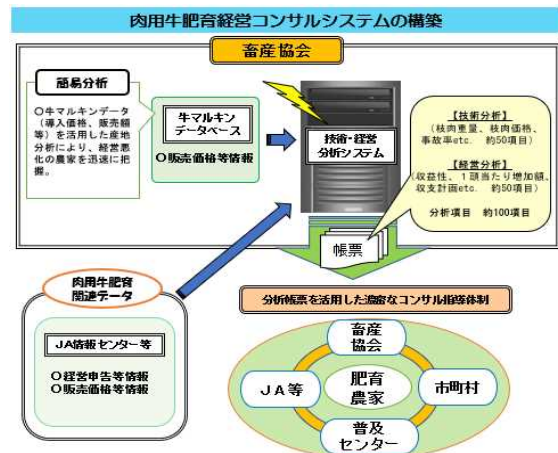 肉用牛肥育経営コンサルシステムの構築
畜産協会
簡易分析
〇牛マルキンデータ
(導入価格、販売額
等)を活用した産地
分析により、経営悪
化の農家を迅速に把
握。
牛マルキン
データベース
〇販売価格等情報
技術・経営
分析システム
【技術分析】
(枝肉重量、枝肉価格、
事故率etc. 約50項目)
【経営分析】
(収益性、1頭当たり増加額、
収支計画etc. 約50項目)
分析項目 約100項目
帳票
肉用牛肥育
関連データ
JA情報センター等
〇経営申告等情報
〇販売価格等情報
分析帳票を活用した濃密なコンサル指導体制
畜産
協会
JA等
肥育
農家
市町村
普及
センター